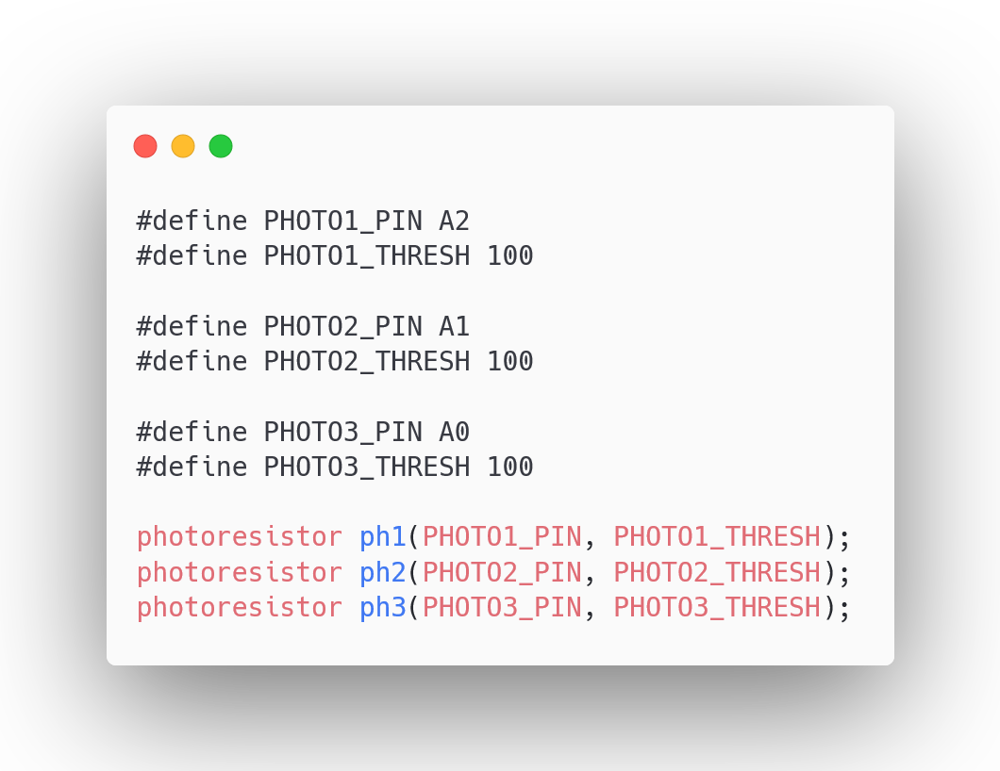 #define PHOTO1_PIN A2
#define PHOTO1_THRESH 100
#define PHOTO2_PIN A1
#define PHOTO2_THRESH 100
#define PHOTO3_PIN A0
#define PHOTO3_THRESH 100
photoresistor ph1(PHOTO1_PIN, PHOTO1_THRESH);
photoresistor ph2(PHOTO2_PIN, PHOTO2_THRESH);
photoresistor ph3(PHOTO3_PIN, PHOTO3_THRESH);